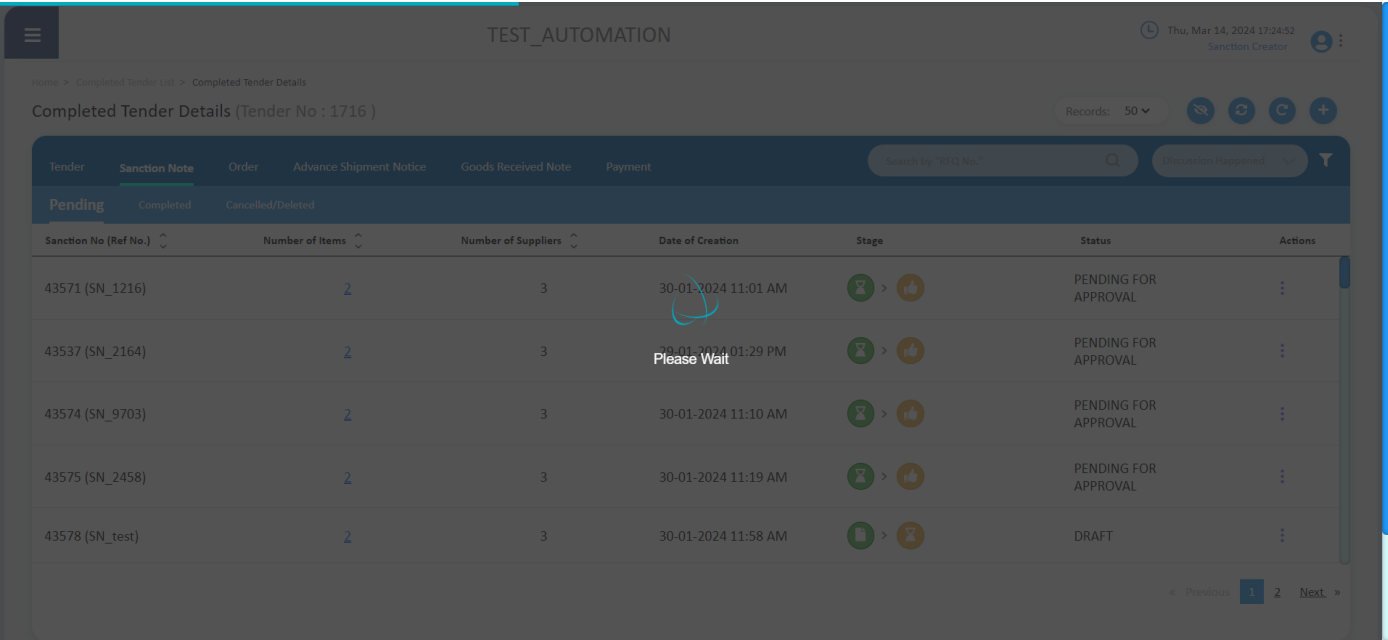 TEST_AUTOMATION
Thu, Mar 14, 2024 17:24:52
Sanction Creator
Home > Completed Tender List > Completed Tender Details
Completed Tender Details (Tender No : 1716 )
Records: 50
Tender Sanction Note Order Advance Shipment Notice Goods Received Note Payment
Search by "RFQ No."
Discussion Happened
Pending Completed Cancelled/Deleted
Sanction No (Ref No.) Number of Items Number of Suppliers Date of Creation Stage Status Actions
43571 (SN_1216) 2 3 30-01-2024 11:01 AM > PENDING FOR
APPROVAL
43537 (SN_2164) 2 3 29-01-2024 01:29 PM > PENDING FOR
APPROVAL
Please Wait
43574 (SN_9703) 2 3 30-01-2024 11:10 AM > PENDING FOR
APPROVAL
43575 (SN_2458) 2 3 30-01-2024 11:19 AM > PENDING FOR
APPROVAL
43578 (SN_test) 2 3 30-01-2024 11:58 AM > DRAFT
« Previous 1 2 Next »